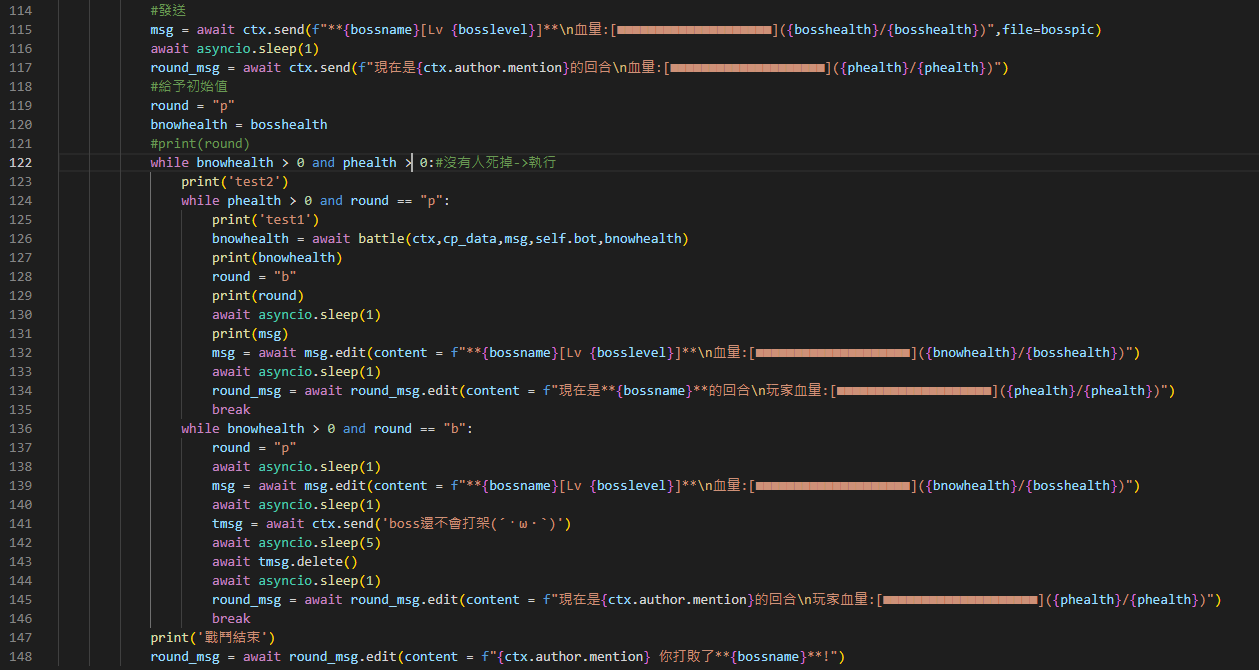 114 #發送
115 msg = await ctx.send(f"**{bossname}[Lv {bosslevel}]**\n血量:[■■■■■■■■■■■■■■■■■■■■]({bosshealth}/{bosshealth})",file=bosspic)
116 await asyncio.sleep(1)
117 round_msg = await ctx.send(f"現在是{ctx.author.mention}的回合\n血量:[■■■■■■■■■■■■■■■■■■■■]({phealth}/{phealth})")
118 #給予初始值
119 round = "p"
120 bnowhealth = bosshealth
121 #print(round)
122 while bnowhealth > 0 and phealth > 0:#沒有人死掉->執行
123 print('test2')
124 while phealth > 0 and round == "p":
125 print('test1')
126 bnowhealth = await battle(ctx,cp_data,msg,self.bot,bnowhealth)
127 print(bnowhealth)
128 round = "b"
129 print(round)
130 await asyncio.sleep(1)
131 print(msg)
132 msg = await msg.edit(content = f"**{bossname}[Lv {bosslevel}]**\n血量:[■■■■■■■■■■■■■■■■■■■■]({bnowhealth}/{bosshealth})")
133 await asyncio.sleep(1)
134 round_msg = await round_msg.edit(content = f"現在是**{bossname}**的回合\n玩家血量:[■■■■■■■■■■■■■■■■■■■■]({phealth}/{phealth})")
135 break
136 while bnowhealth > 0 and round == "b":
137 round = "p"
138 await asyncio.sleep(1)
139 msg = await msg.edit(content = f"**{bossname}[Lv {bosslevel}]**\n血量:[■■■■■■■■■■■■■■■■■■■■]({bnowhealth}/{bosshealth})")
140 await asyncio.sleep(1)
141 tmsg = await ctx.send('boss還不會打架(´・ω・`)')
142 await asyncio.sleep(5)
143 await tmsg.delete()
144 await asyncio.sleep(1)
145 round_msg = await round_msg.edit(content = f"現在是{ctx.author.mention}的回合\n玩家血量:[■■■■■■■■■■■■■■■■■■■■]({phealth}/{phealth})")
146 break
147 print('戰鬥結束')
148 round_msg = await round_msg.edit(content = f"{ctx.author.mention} 你打敗了**{bossname}**!")